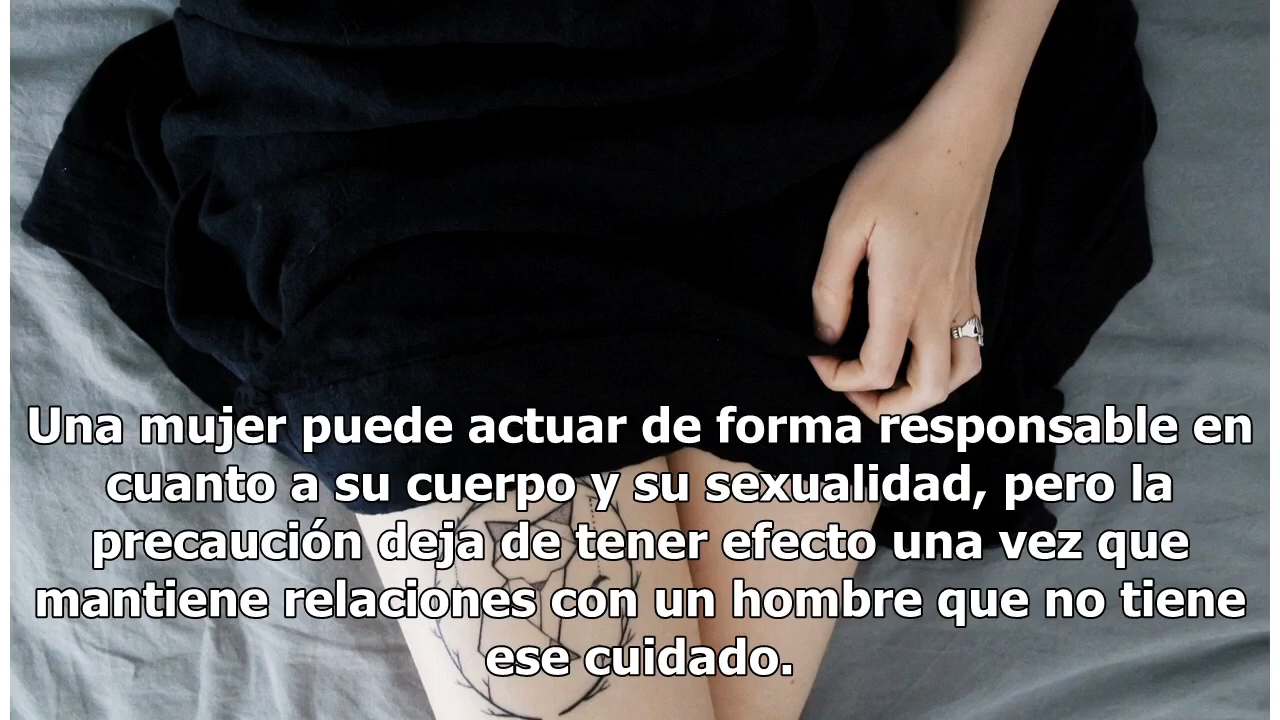 Una mujer puede actuar de forma responsable en
cuanto a su cuerpo y su sexualidad, pero la
precaución deja de tener efecto una vez que
mantiene relaciones con un hombre que no tiene
ese cuidado.